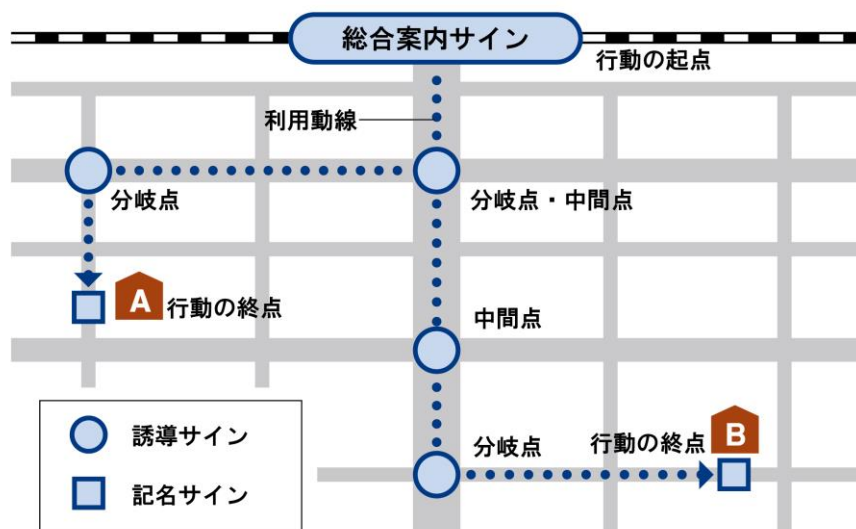 総合案内サイン
行動の起点
利用動線
分岐点
分岐点・中間点
A 行動の終点
中間点
分岐点
行動の終点 B
誘導サイン
記名サイン